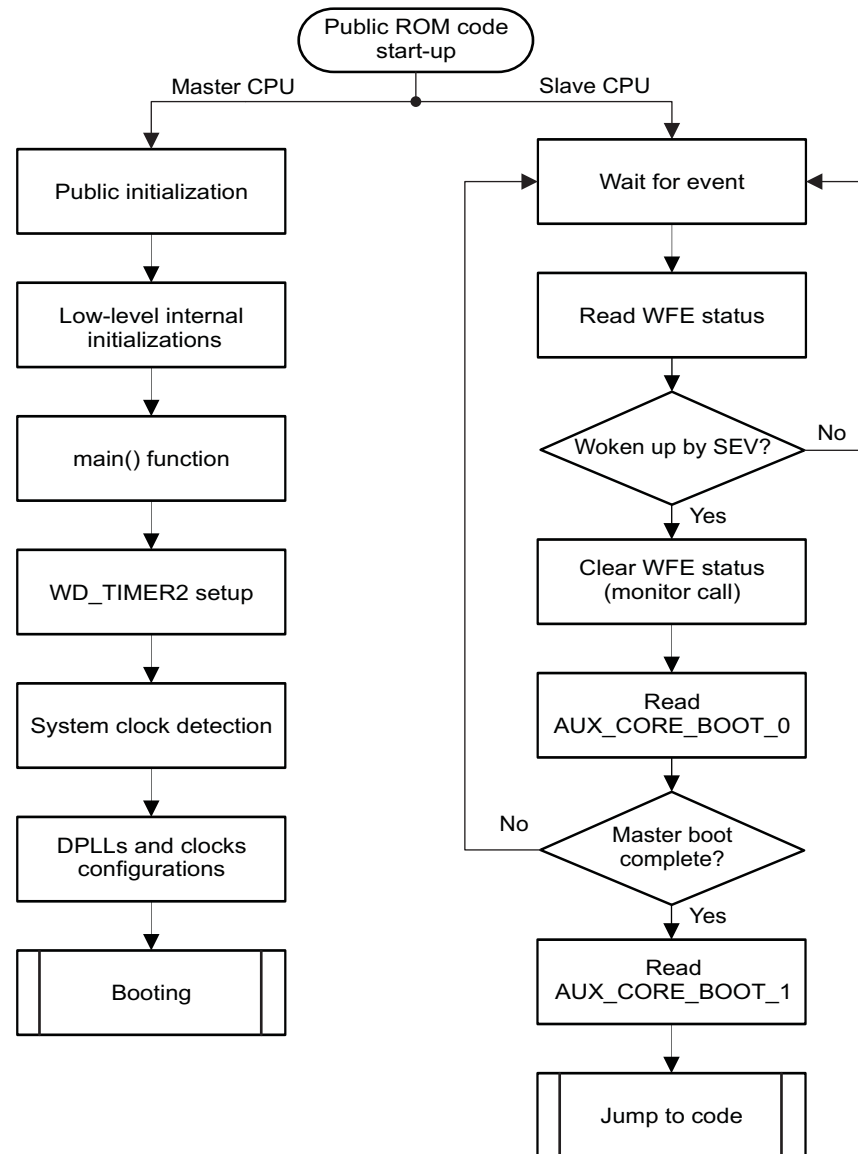 Public ROM code
start-up
Master CPU
Slave CPU
Public initialization
Low-level internal
initializations
main() function
WD_TIMER2 setup
System clock detection
DPLLs and clocks
configurations
Booting
Wait for event
Read WFE status
Woken up by SEV?
No
Yes
Clear WFE status
(monitor call)
Read
AUX_CORE_BOOT_0
No
Master boot
complete?
Yes
Read
AUX_CORE_BOOT_1
Jump to code